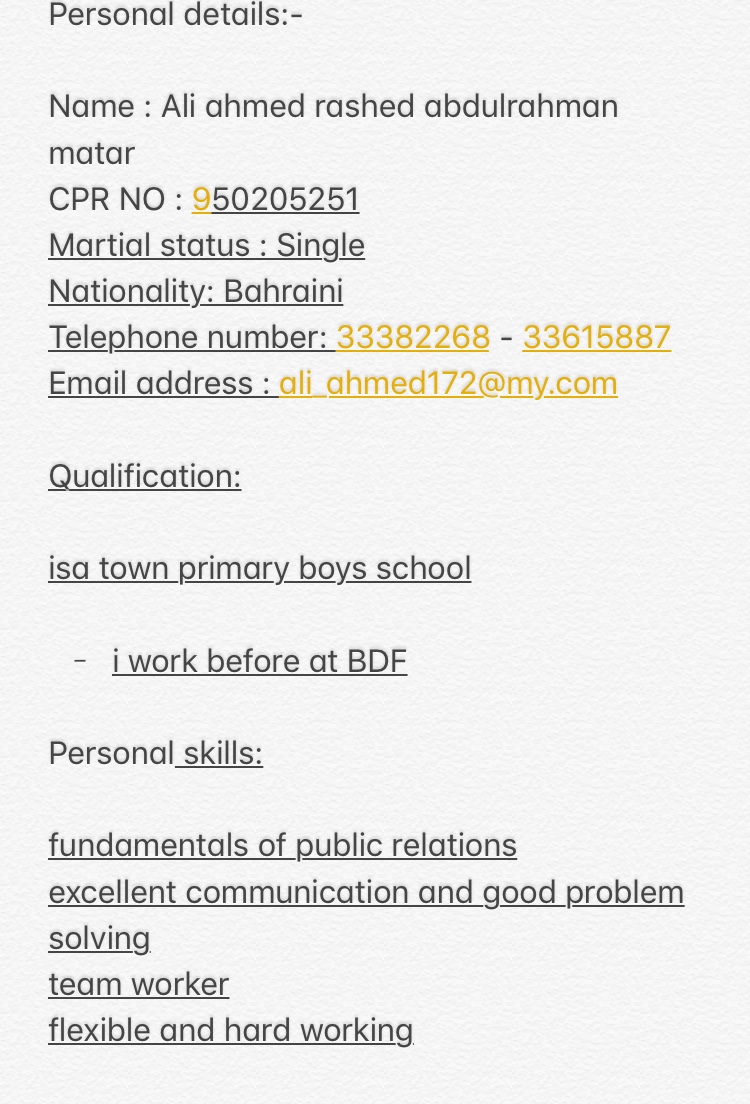 Personal details:-
Name : Ali ahmed rashed abdulrahman
matar
CPR NO : 950205251
Martial status : Single
Nationality: Bahraini
Telephone number: 33382268 - 33615887
Email address : ali_ahmed172@my.com
Qualification:
isa town primary boys school
- i work before at BDF
Personal skills:
fundamentals of public relations
excellent communication and good problem
solving
team worker
flexible and hard working